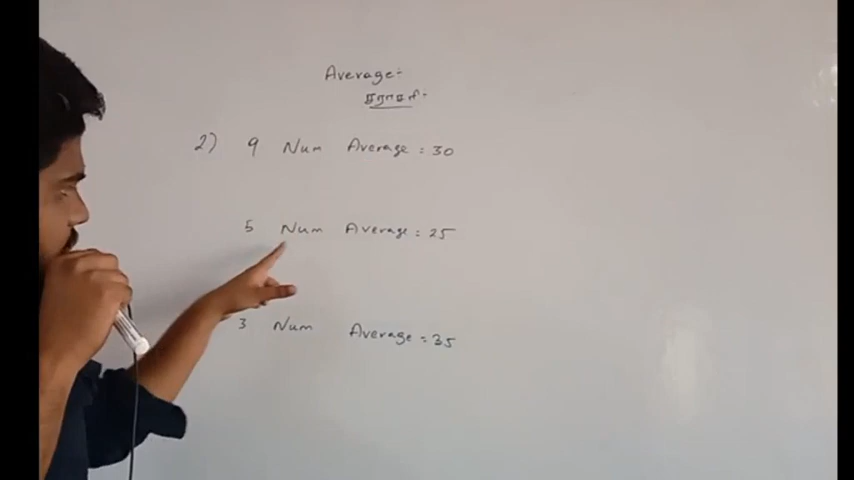 Average:-
சராசரி:-
2) 9 Num Average = 30
5 Num Average = 25
3 Num Average = 35